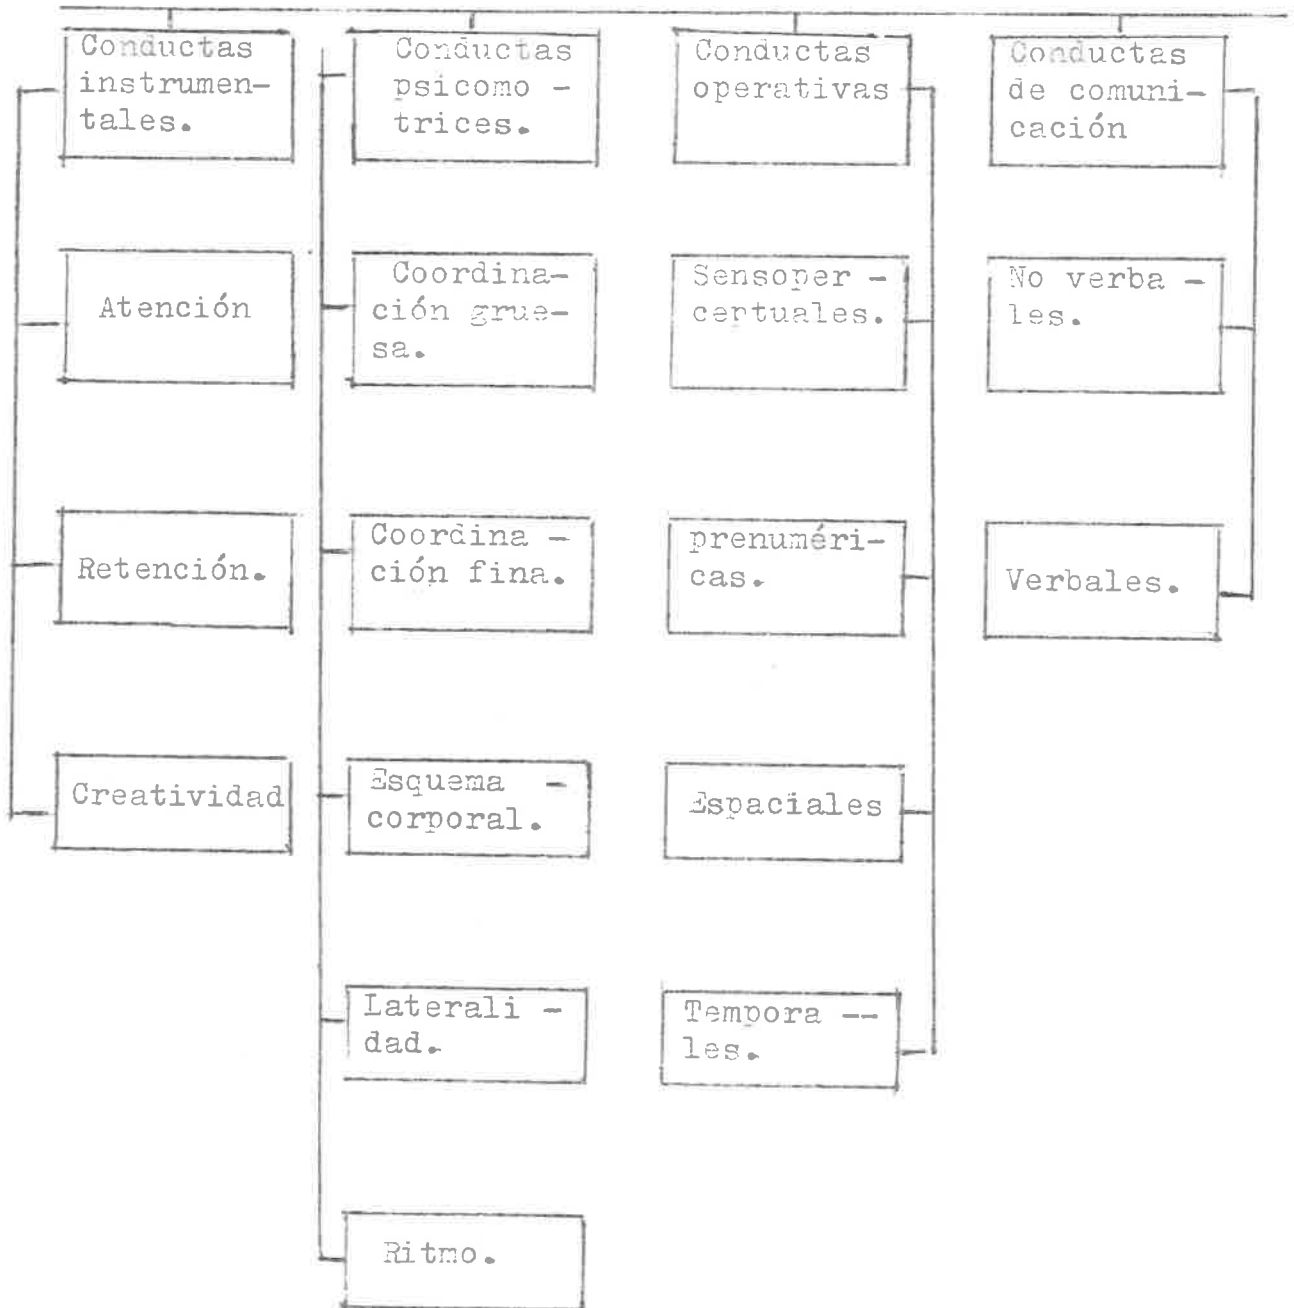 Conductas
instrumen-
tales.
Atención
Retención.
Creatividad
Conductas
psicomo -
trices.
Coordina-
ción grue-
sa.
Coordina -
ción fina.
Esquema -
corporal.
Laterali -
dad.
Ritmo.
Conductas
operativas
Sensoper -
ceptuales.
prenuméri-
cas.
Espaciales
Tempora --
les.
Conductas
de comuni-
cación
No verba -
les.
Verbales.